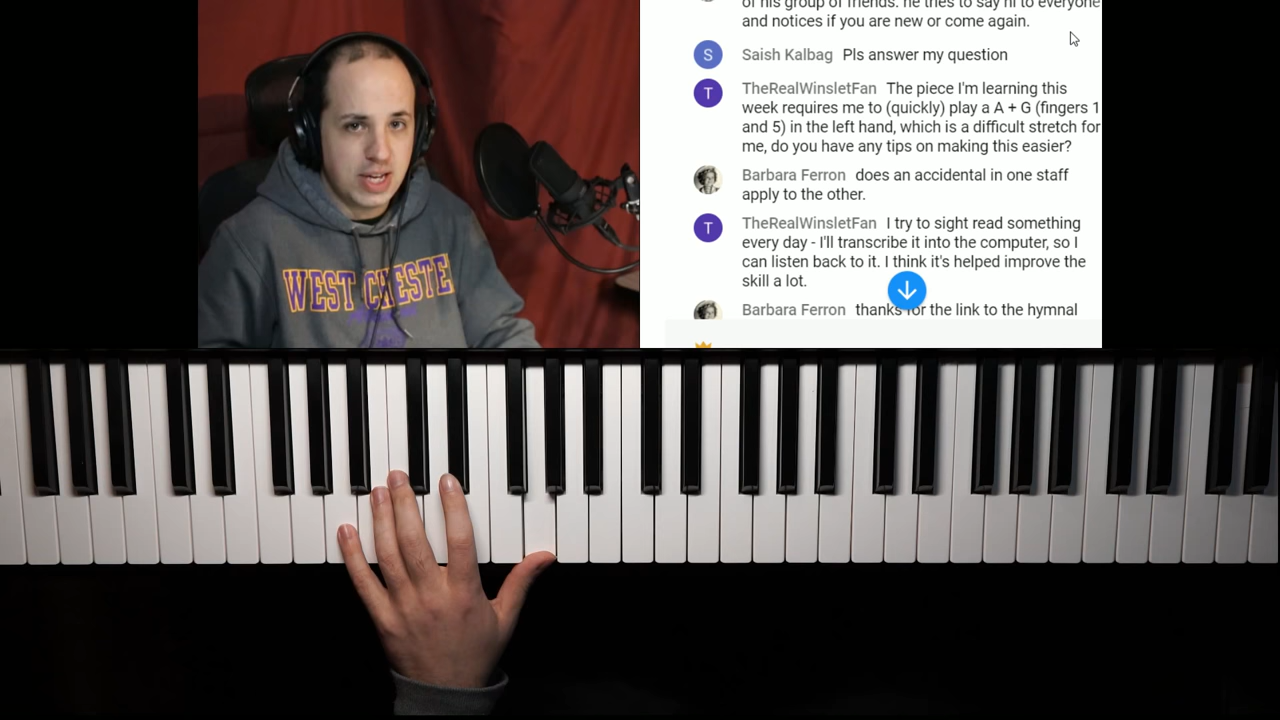 of his group of friends. he tries to say hi to everyone
and notices if you are new or come again.
S Saish Kalbag Pls answer my question
T TheRealWinsletFan The piece I'm learning this
week requires me to (quickly) play a A + G (fingers 1
and 5) in the left hand, which is a difficult stretch for
me, do you have any tips on making this easier?
Barbara Ferron does an accidental in one staff
apply to the other.
T TheRealWinsletFan I try to sight read something
every day - I'll transcribe it into the computer, so I
can listen back to it. I think it's helped improve the
skill a lot.
Barbara Ferron thanks for the link to the hymnal
WEST CHESTE